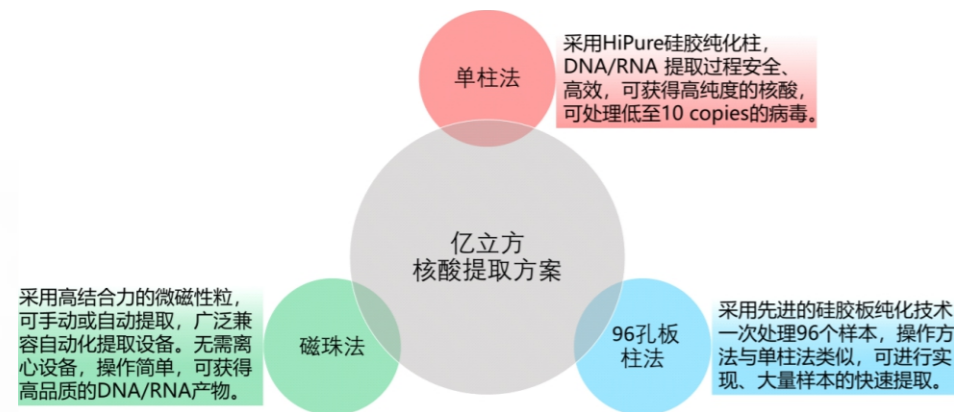 单柱法
采用HiPure硅胶纯化柱，
DNA/RNA 提取过程安全、
高效，可获得高纯度的核酸，
可处理低至10 copies的病毒。
亿立方
核酸提取方案
采用高结合力的微磁性粒，
可手动或自动提取，广泛兼
容自动化提取设备。无需离
心设备，操作简单，可获得
高品质的DNA/RNA产物。
磁珠法
96孔板
柱法
采用先进的硅胶板纯化技术
一次处理96个样本，操作方
法与单柱法类似，可进行实
现、大量样本的快速提取。